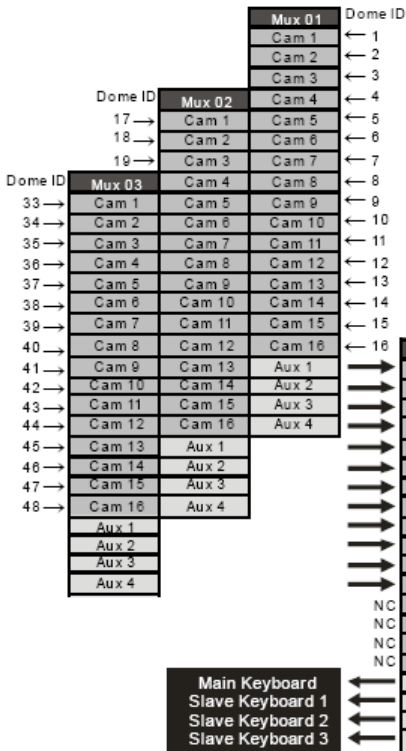 Mux 01 Dome ID
Cam 1 ← 1
Cam 2 ← 2
Cam 3 ← 3
Dome ID Mux 02 Cam 4 ← 4
17 → Cam 1 Cam 5 ← 5
18 → Cam 2 Cam 6 ← 6
19 → Cam 3 Cam 7 ← 7
Dome ID Mux 03 Cam 4 Cam 8 ← 8
33 → Cam 1 Cam 5 Cam 9 ← 9
34 → Cam 2 Cam 6 Cam 10 ← 10
35 → Cam 3 Cam 7 Cam 11 ← 11
36 → Cam 4 Cam 8 Cam 12 ← 12
37 → Cam 5 Cam 9 Cam 13 ← 13
38 → Cam 6 Cam 10 Cam 14 ← 14
39 → Cam 7 Cam 11 Cam 15 ← 15
40 → Cam 8 Cam 12 Cam 16 ← 16
41 → Cam 9 Cam 13 Aux 1
42 → Cam 10 Cam 14 Aux 2
43 → Cam 11 Cam 15 Aux 3
44 → Cam 12 Cam 16 Aux 4
45 → Cam 13 Aux 1
46 → Cam 14 Aux 2
47 → Cam 15 Aux 3
48 → Cam 16 Aux 4
Aux 1
Aux 2
Aux 3
Aux 4
NC
NC
NC
NC
Main Keyboard
Slave Keyboard 1
Slave Keyboard 2
Slave Keyboard 3